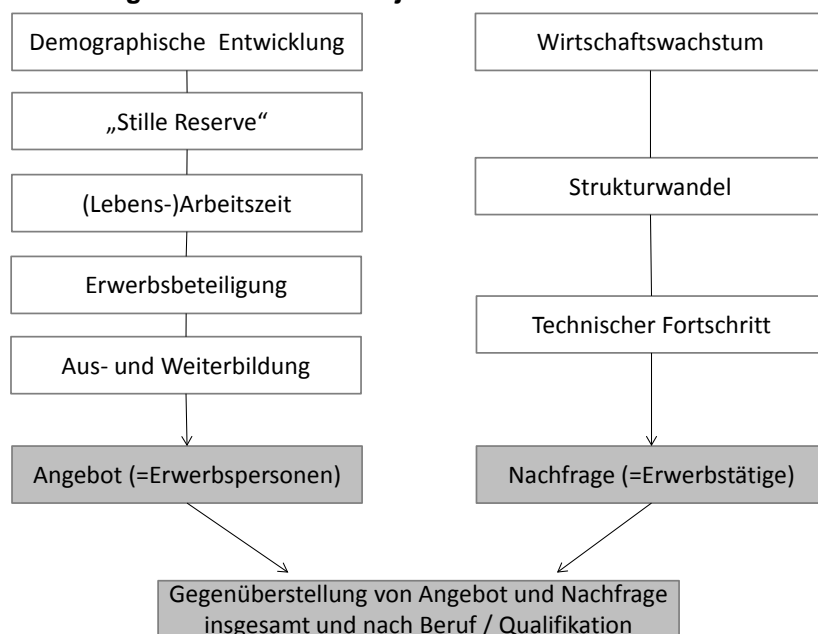 Demographische Entwicklung
„Stille Reserve“
(Lebens-)Arbeitszeit
Erwerbsbeteiligung
Aus- und Weiterbildung
Angebot (=Erwerbspersonen)
Wirtschaftswachstum
Strukturwandel
Technischer Fortschritt
Nachfrage (=Erwerbstätige)
Gegenüberstellung von Angebot und Nachfrage
insgesamt und nach Beruf / Qualifikation